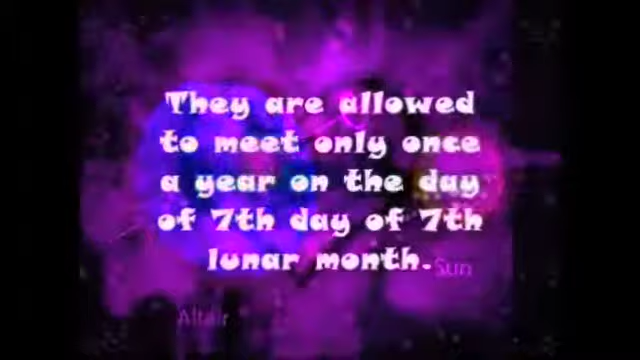 They are allowed
to meet only once
a year on the day
of 7th day of 7th
lunar month.
Sun
Altair